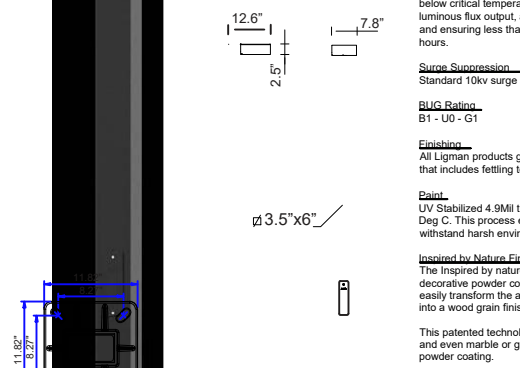 12.6"
7.8"
2.5"
3.5"x6"
11.82"
8.27"
11.82"
8.27"
below critical tempera
luminous flux output,
and ensuring less tha
hours.
Surge Suppression
Standard 10kv surge
BUG Rating
B1 - U0 - G1
Finishing
All Ligman products g
that includes fettling t
Paint
UV Stabilized 4.9Mil t
Deg C. This process e
withstand harsh envir
Inspired by Nature Fin
The Inspired by natur
decorative powder co
easily transform the a
into a wood grain finis
This patented technol
and even marble or g
powder coating.